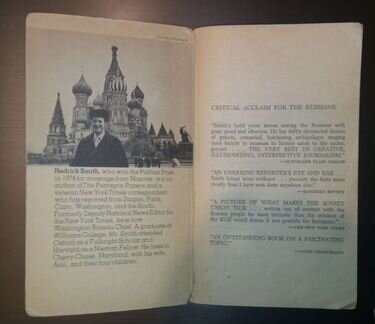 Hedrick Smith, who won the Pulitzer Prize
in 1974 for coverage from Moscow, is a co-
author of The Pentagon Papers and a
veteran New York Times correspondent
who has reported from Saigon, Paris,
Cairo, Washington, and the South.
Formerly Deputy National News Editor for
the New York Times, he is now
Washington Bureau Chief. A graduate of
Williams College, Mr. Smith attended
Oxford as a Fulbright Scholar and
Harvard as a Nieman Fellow. He lives in
Chevy Chase, Maryland, with his wife,
Ann, and their four children.
CRITICAL ACCLAIM FOR THE RUSSIANS:
"Smith's bold pen moves among the Russians with
great speed and effective. He has deftly chronicled dozens
of private, concealed, fascinating archipelagos ranging
from factory to museum to literary salon to the under-
ground . . . THE VERY BEST IN CREATIVE,
ILLUMINATING, INTERPRETIVE JOURNALISM."
—CLEVELAND PLAIN DEALER
"AN UNERRING REPORTER'S EYE AND EAR . . .
Smith brings more evidence . . . presents the facts more
vividly than I have seen done anywhere else."
—SATURDAY REVIEW
"A PICTURE OF WHAT MAKES THE SOVIET
UNION TICK . . . written out of contact with the
Russian people far more intimate than the minions of
the KGB would dream it was possible for foreigners."
—THE NEW YORK TIMES
"AN OUTSTANDING BOOK ON A FASCINATING
TOPIC."
—JOHN CHANCELLOR